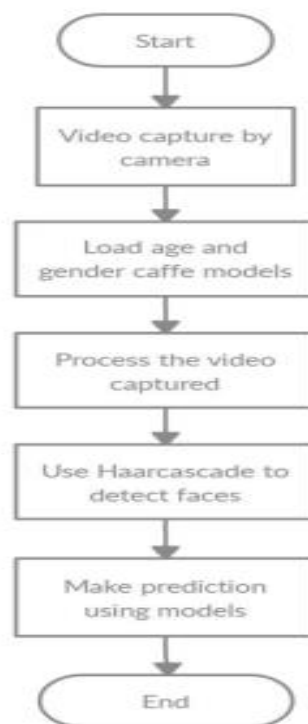 Start
Video capture by
camera
Load age and
gender caffe models
Process the video
captured
Use Haarcascade to
detect faces
Make prediction
using models
End